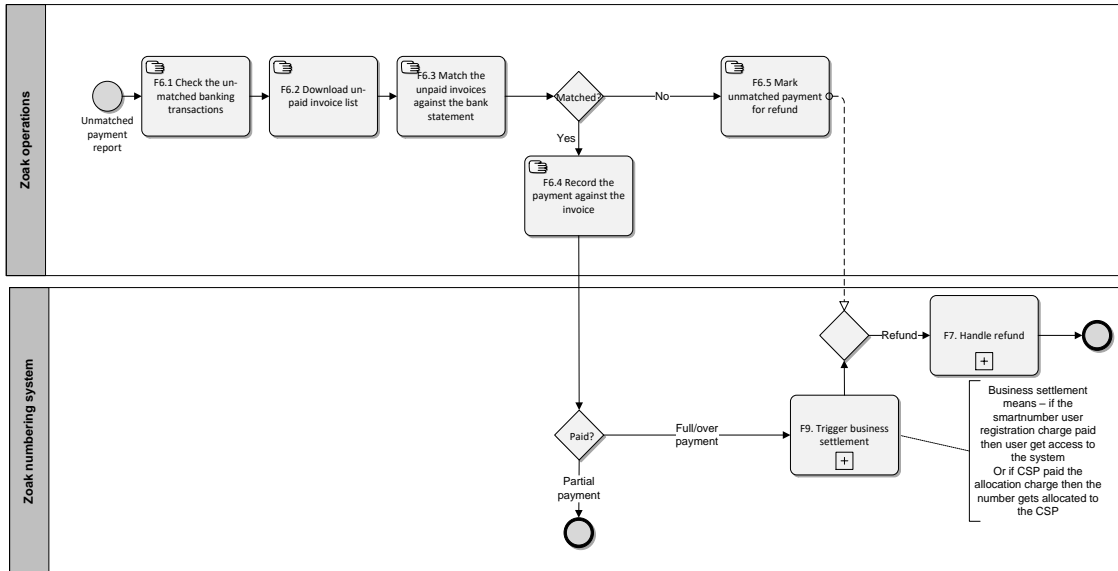 Zoak operations
Unmatched
payment
report
F6.1 Check the un-
matched banking
transactions
F6.2 Download un-
paid invoice list
F6.3 Match the
unpaid invoices
against the bank
statement
Matched?
No
F6.5 Mark
unmatched payment
for refund
Yes
F6.4 Record the
payment against the
invoice
Zoak numbering system
Paid?
Full/over
payment
Partial
payment
F9. Trigger business
settlement
Refund
F7. Handle refund
Business settlement
means – if the
smartnumber user
registration charge paid
then user get access to
the system
Or if CSP paid the
allocation charge then the
number gets allocated to
the CSP